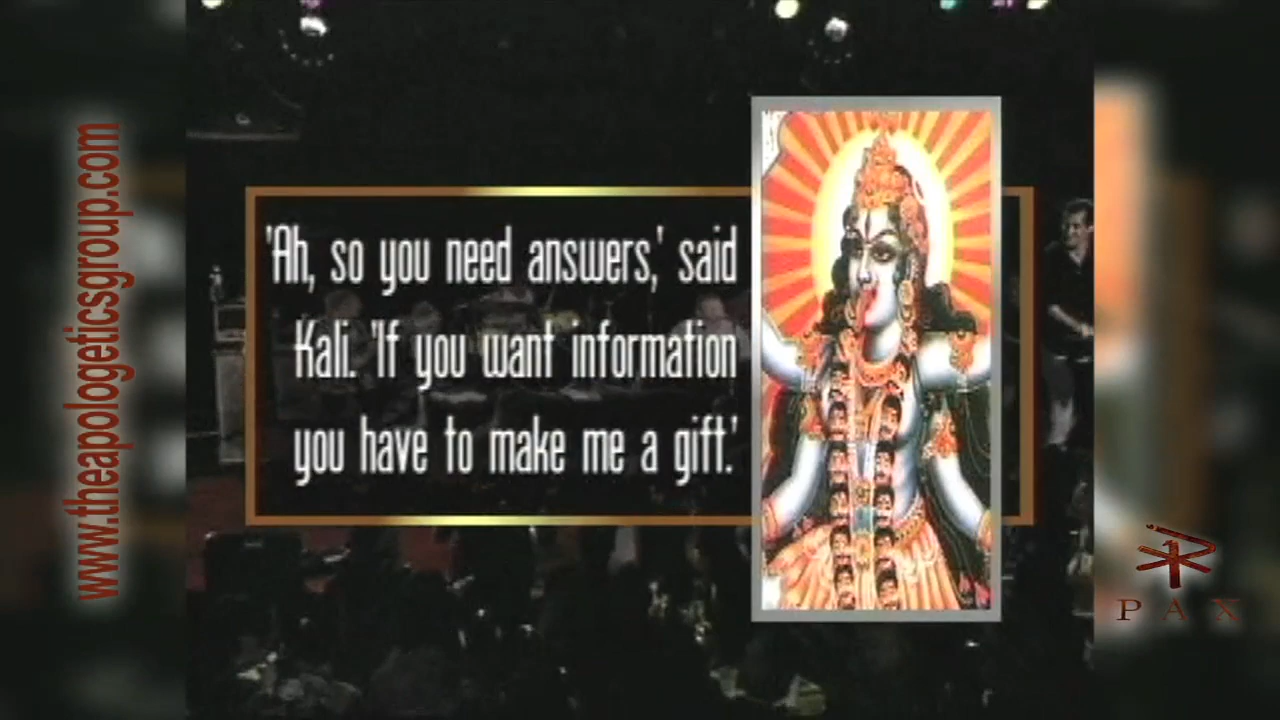 www.theapologeticsgroup.com
'Ah, so you need answers,' said
Kali. 'If you want information
you have to make me a gift.'
PAX